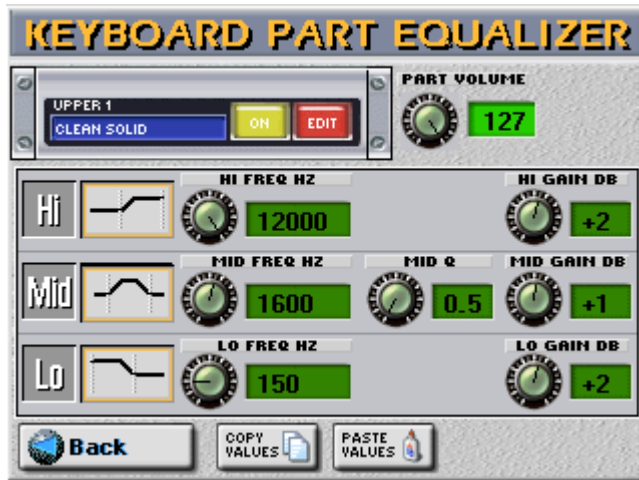 KEYBOARD PART EQUALIZER
PART VOLUME
UPPER 1
CLEAN SOLID
ON
EDIT
127
HI FREQ HZ
HI GAIN DB
Hi
12000
+2
MID FREQ HZ
MID Q
MID GAIN DB
Mid
1600
0.5
+1
LO FREQ HZ
LO GAIN DB
Lo
150
+2
Back
COPY
VALUES
PASTE
VALUES